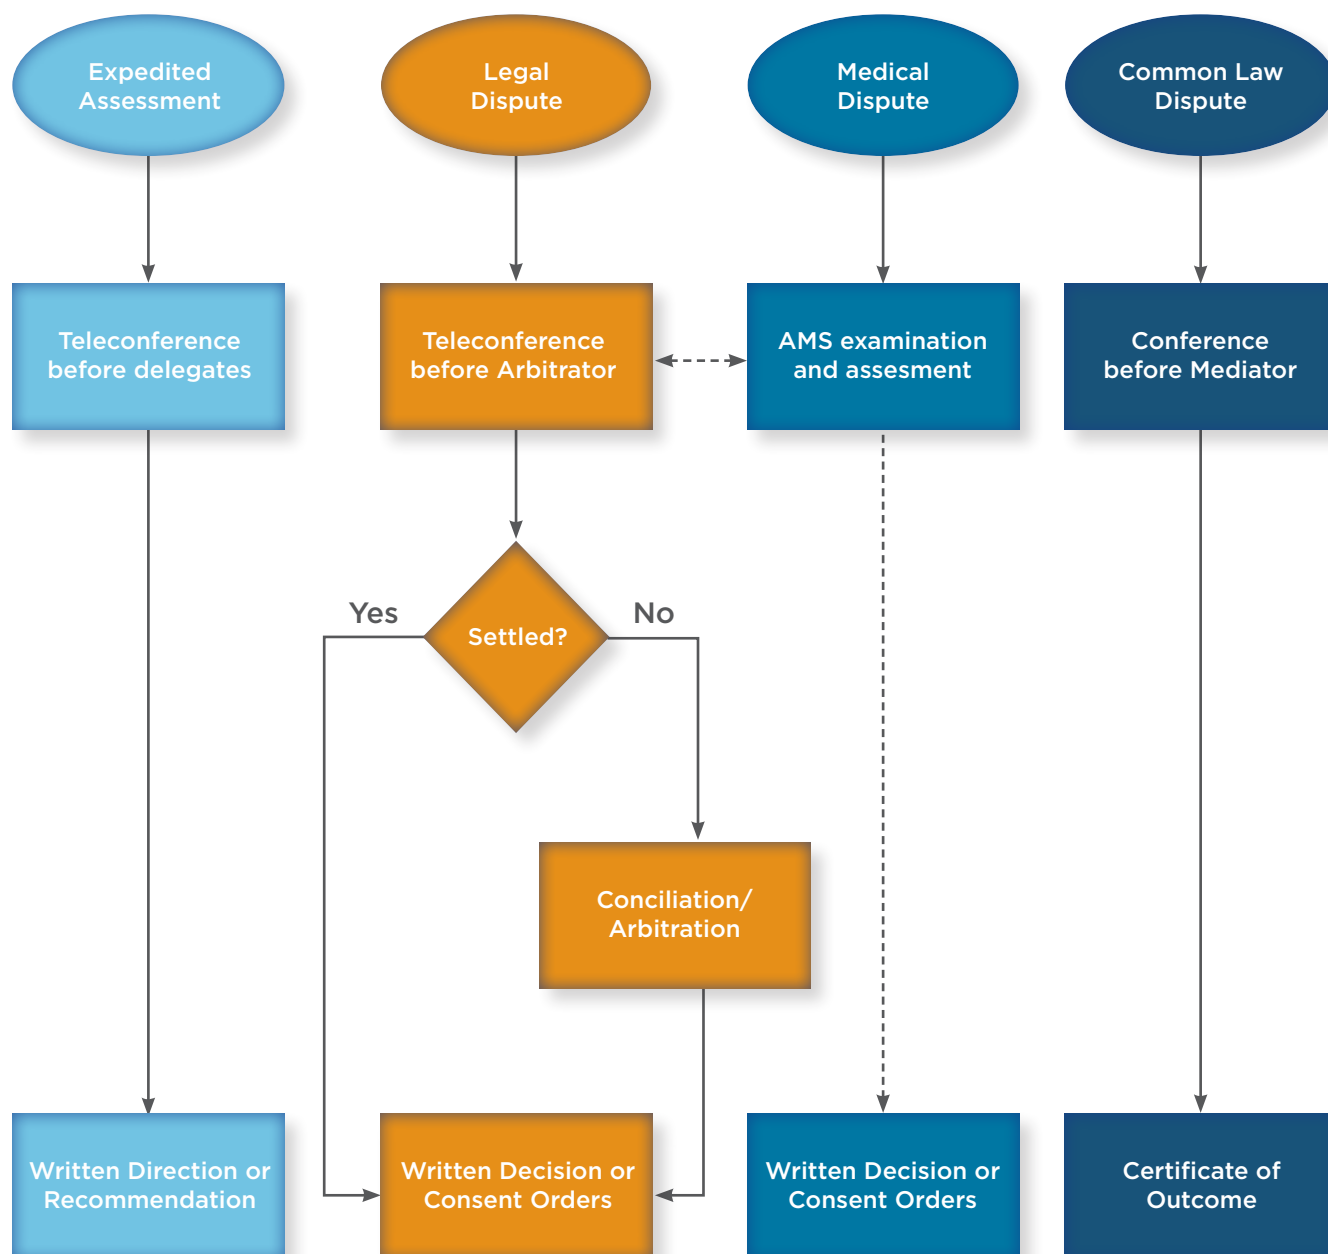 Expedited
Assessment
Legal
Dispute
Medical
Dispute
Common Law
Dispute
Teleconference
before delegates
Teleconference
before Arbitrator
AMS examination
and assesment
Conference
before Mediator
Yes
No
Settled?
Conciliation/
Arbitration
Written Direction or
Recommendation
Written Decision or
Consent Orders
Written Decision or
Consent Orders
Certificate of
Outcome